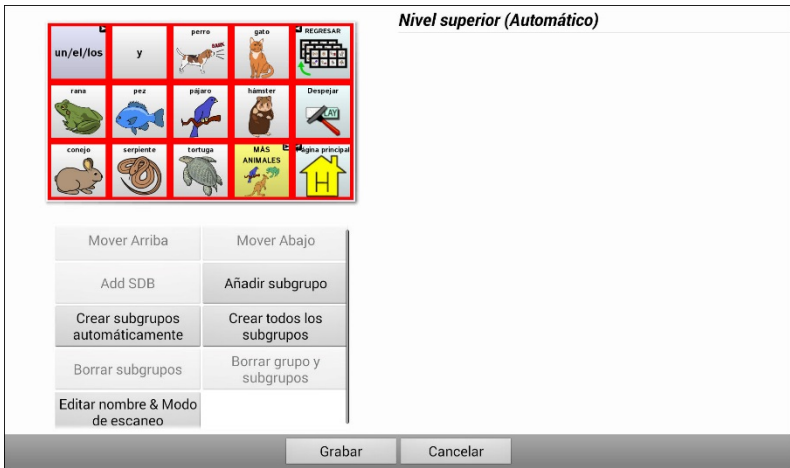 Nivel superior (Automático)
perro
gato
REGRESAR
un/el/los
y
BARK
rana
pez
pájaro
hámster
Despejar
LAY
conejo
serpiente
tortuga
MÁS
ANIMALES
ágina principal
H
Mover Arriba
Mover Abajo
Add SDB
Añadir subgrupo
Crear subgrupos
automáticamente
Crear todos los
subgrupos
Borrar subgrupos
Borrar grupo y
subgrupos
Editar nombre & Modo
de escaneo
Grabar
Cancelar